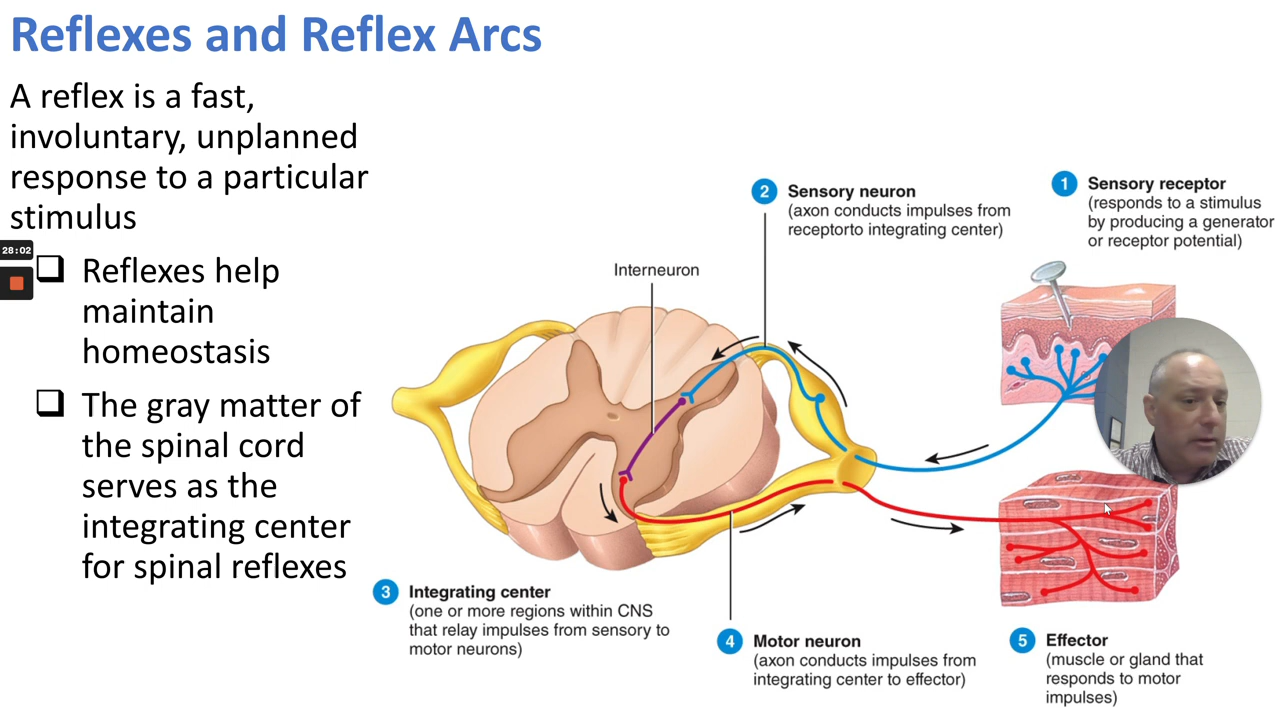 Reflexes and Reflex Arcs
A reflex is a fast,
involuntary, unplanned
response to a particular
stimulus
28:02
Reflexes help
maintain
homeostasis
The gray matter of
the spinal cord
serves as the
integrating center
for spinal reflexes
1 Sensory receptor
(responds to a stimulus
by producing a generator
or receptor potential)
2 Sensory neuron
(axon conducts impulses from
receptorto integrating center)
Interneuron
3 Integrating center
(one or more regions within CNS
that relay impulses from sensory to
motor neurons)
4 Motor neuron
(axon conducts impulses from
integrating center to effector)
5 Effector
(muscle or gland that
responds to motor
impulses)